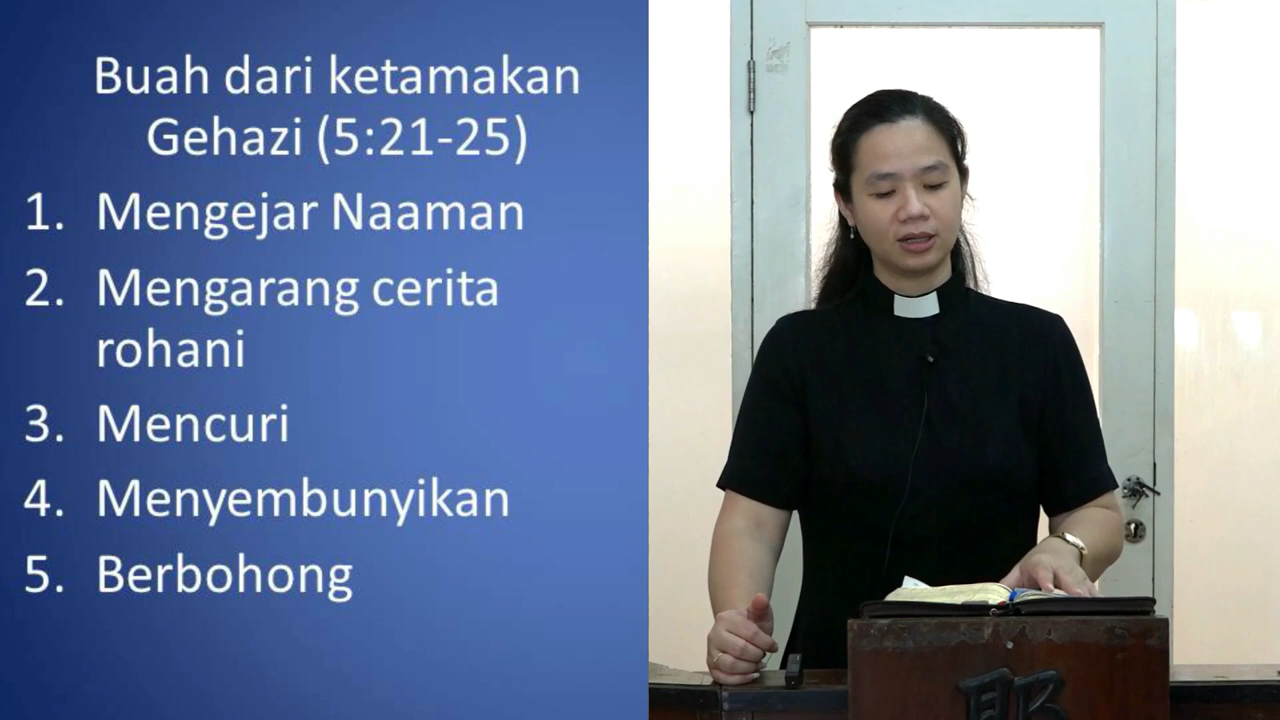 Buah dari ketamakan
Gehazi (5:21-25)
1. Mengejar Naaman
2. Mengarang cerita
rohani
3. Mencuri
4. Menyembunyikan
5. Berbohong
耶